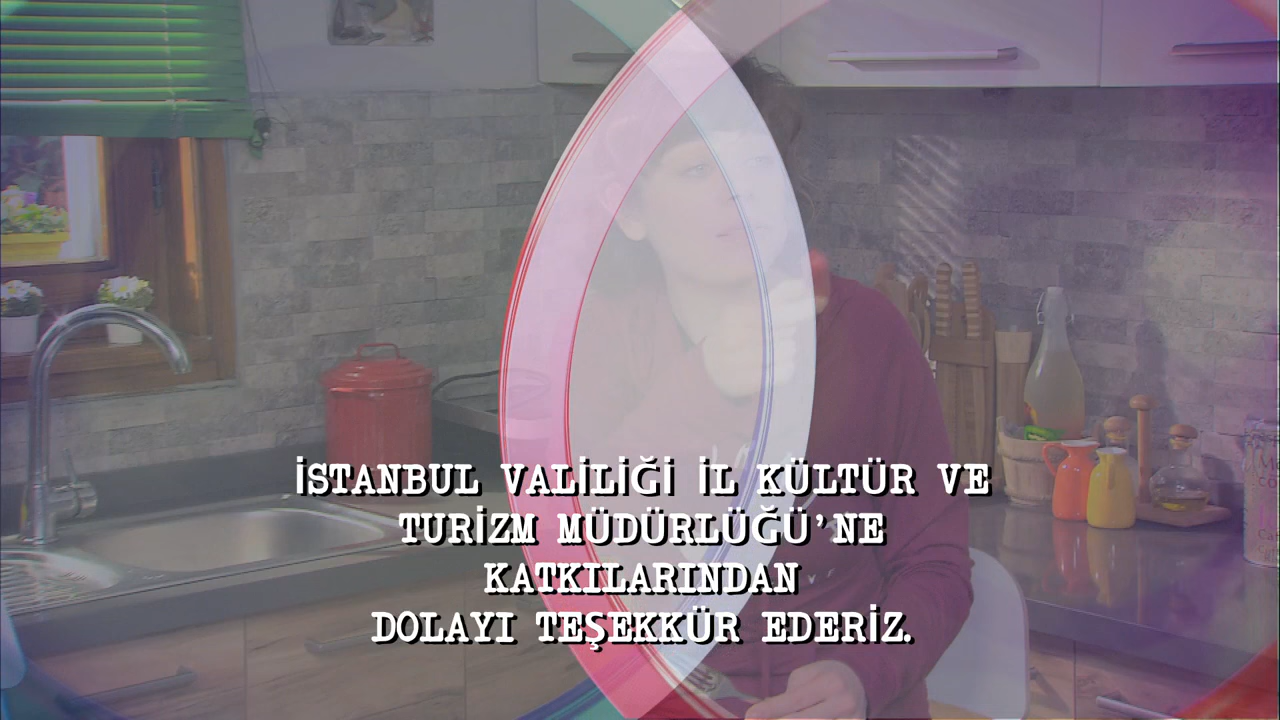 İSTANBUL VALİLİĞİ İL KÜLTÜR VE
TURİZM MÜDÜRLÜĞÜ'NE
KATKILARINDAN
DOLAYI TEŞEKKÜR EDERİZ.